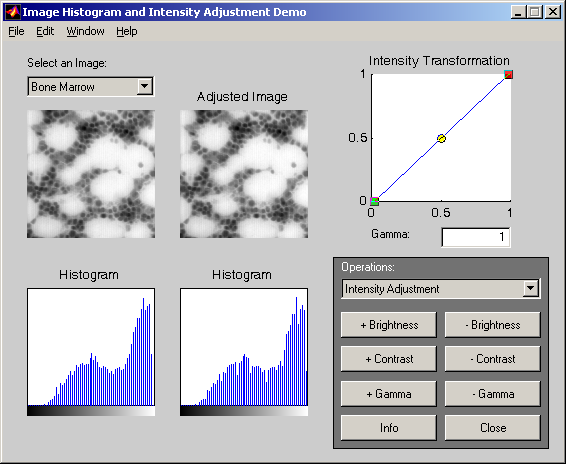 Image Histogram and Intensity Adjustment Demo
File Edit Window Help
Select an Image:
Bone Marrow
Adjusted Image
Intensity Transformation
1
0.5
0
0 0.5 1
Gamma: 1
Histogram
Histogram
Operations:
Intensity Adjustment
+ Brightness - Brightness
+ Contrast - Contrast
+ Gamma - Gamma
Info Close